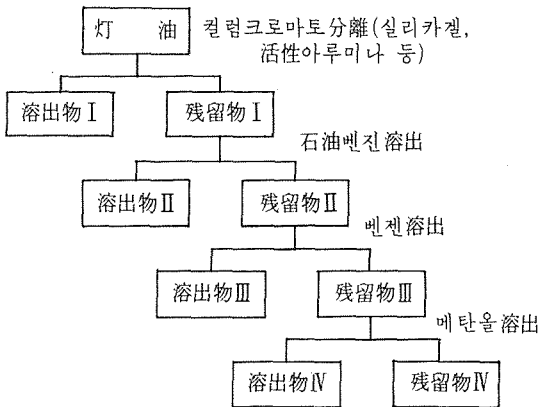 灯 油
컬럼크로마토分離(실리카겔,
活性아루미나 등)
溶出物Ⅰ
残留物Ⅰ
石油벤진溶出
溶出物Ⅱ
残留物Ⅱ
벤젠溶出
溶出物Ⅲ
残留物Ⅲ
메탄올溶出
溶出物Ⅳ
残留物Ⅳ